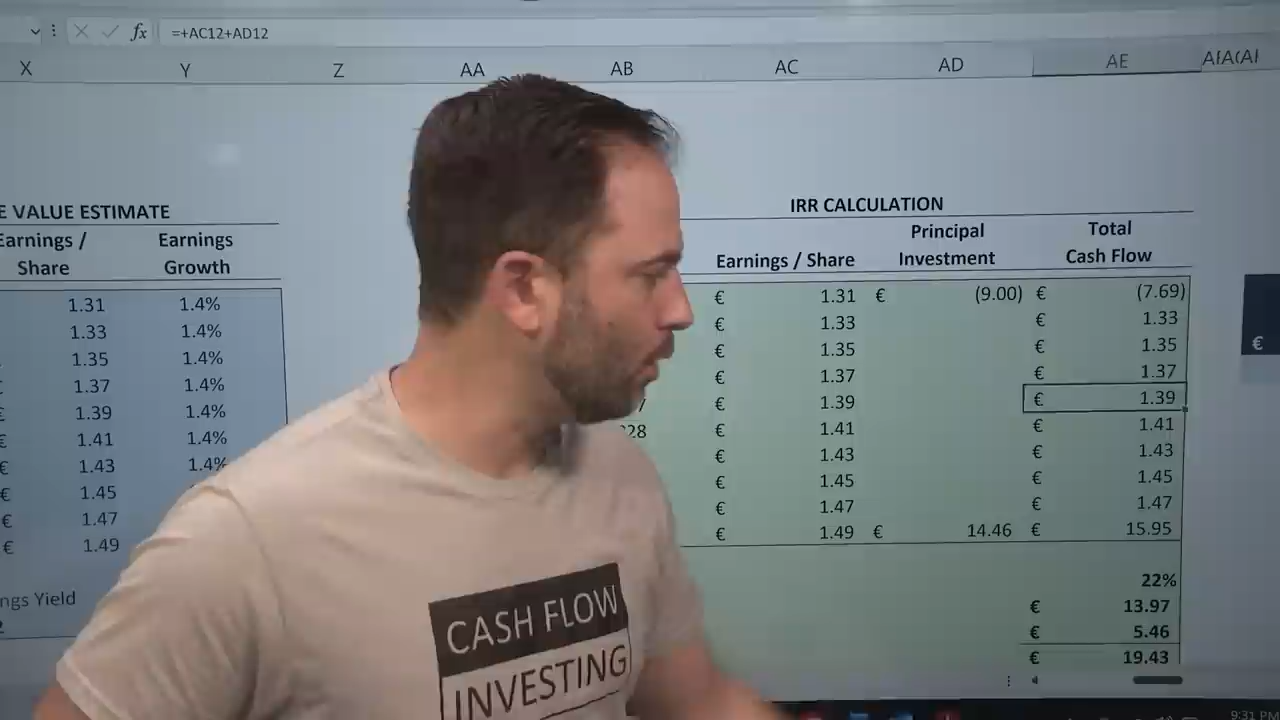 =+AC12+AD12
X Y Z AA AB AC AD AE
E VALUE ESTIMATE
IRR CALCULATION
Earnings / Share
Earnings Growth
Earnings / Share
Principal Investment
Total Cash Flow
1.31 1.4% € 1.31 € (9.00) € (7.69)
1.33 1.4% € 1.33 € 1.33
1.35 1.4% € 1.35 € 1.35
1.37 1.4% € 1.37 € 1.37
1.39 1.4% € 1.39 € 1.39
€ 1.41 1.4% 28 € 1.41 € 1.41
€ 1.43 1.4% € 1.43 € 1.43
€ 1.45 € 1.45 € 1.45
€ 1.47 € 1.47 € 1.47
€ 1.49 € 1.49 € 14.46 € 15.95
22%
ngs Yield
€ 13.97
€ 5.46
€ 19.43
€
CASH FLOW
INVESTING
9:31 PM